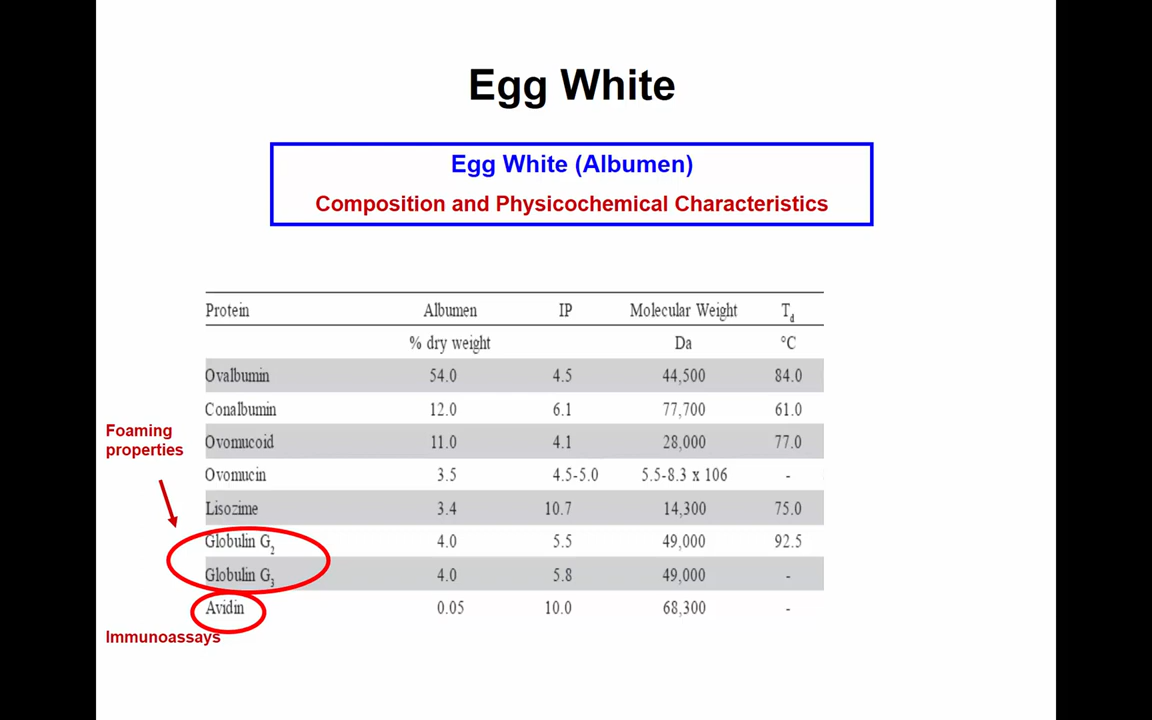 Egg White
Egg White (Albumen)
Composition and Physicochemical Characteristics
Protein Albumen IP Molecular Weight Td
% dry weight Da °C
Ovalbumin 54.0 4.5 44,500 84.0
Conalbumin 12.0 6.1 77,700 61.0
Ovomucoid 11.0 4.1 28,000 77.0
Ovomucin 3.5 4.5-5.0 5.5-8.3 x 106 -
Lisozime 3.4 10.7 14,300 75.0
Globulin G2 4.0 5.5 49,000 92.5
Globulin G3 4.0 5.8 49,000 -
Avidin 0.05 10.0 68,300 -
Foaming
properties
Immunoassays